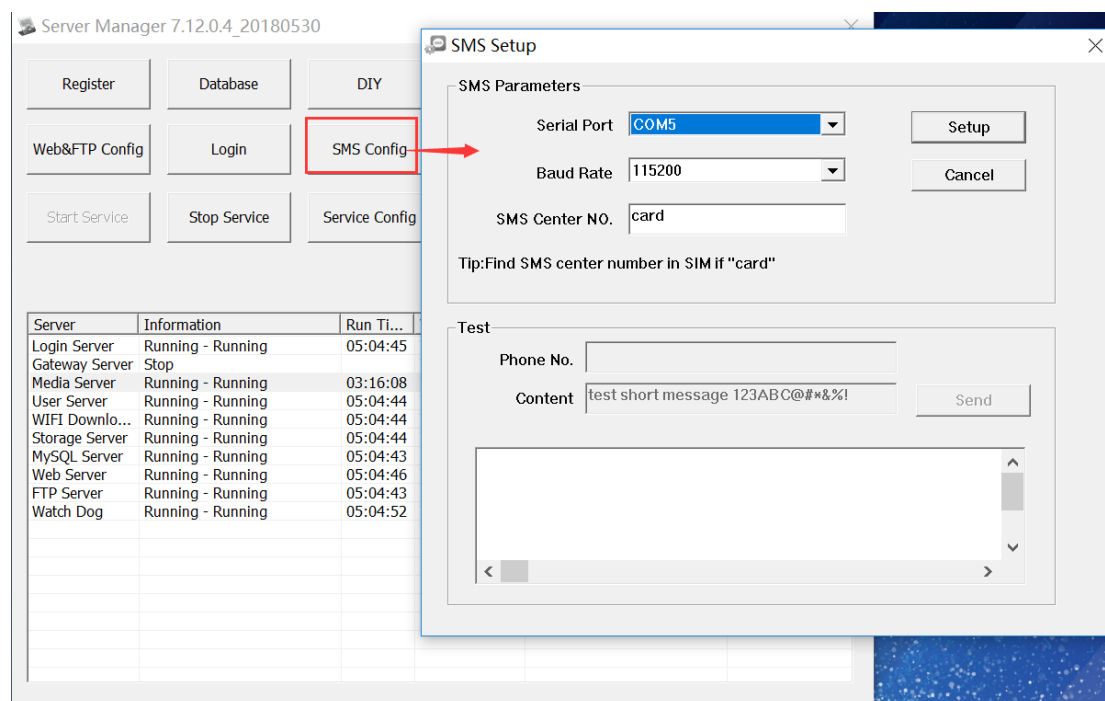 Server Manager 7.12.0.4_20180530
Register
Database
DIY
Web&FTP Config
Login
SMS Config
Start Service
Stop Service
Service Config
Server Information Run Ti...
Login Server Running - Running 05:04:45
Gateway Server Stop
Media Server Running - Running 03:16:08
User Server Running - Running 05:04:44
WIFI Downlo... Running - Running 05:04:44
Storage Server Running - Running 05:04:44
MySQL Server Running - Running 05:04:43
Web Server Running - Running 05:04:46
FTP Server Running - Running 05:04:43
Watch Dog Running - Running 05:04:52
SMS Setup
SMS Parameters
Serial Port COM5
Setup
Baud Rate 115200
Cancel
SMS Center NO. card
Tip:Find SMS center number in SIM if "card"
Test
Phone No.
Content test short message 123ABC@#*&%!
Send